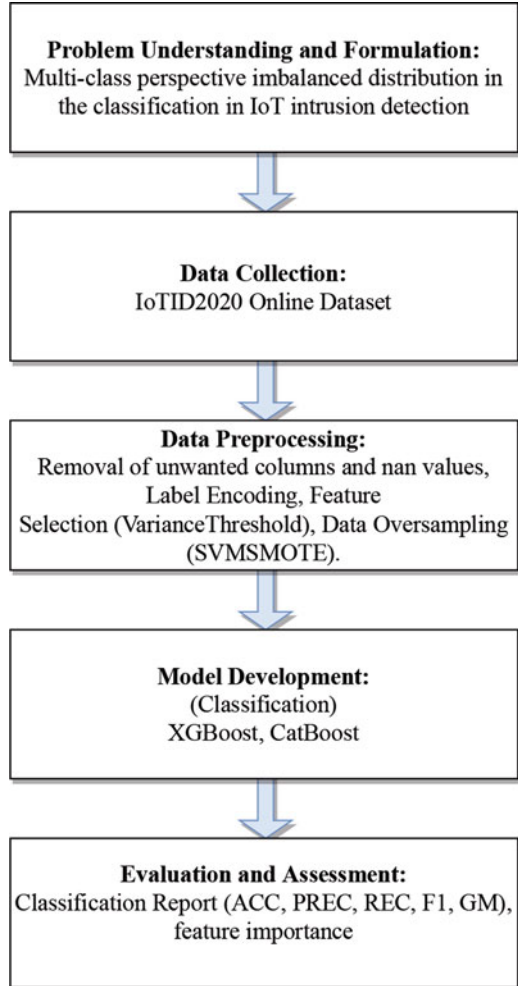 Problem Understanding and Formulation:
Multi-class perspective imbalanced distribution in
the classification in IoT intrusion detection
Data Collection:
IoTID2020 Online Dataset
Data Preprocessing:
Removal of unwanted columns and nan values,
Label Encoding, Feature
Selection (VarianceThreshold), Data Oversampling
(SVMSMOTE).
Model Development:
(Classification)
XGBoost, CatBoost
Evaluation and Assessment:
Classification Report (ACC, PREC, REC, F1, GM),
feature importance